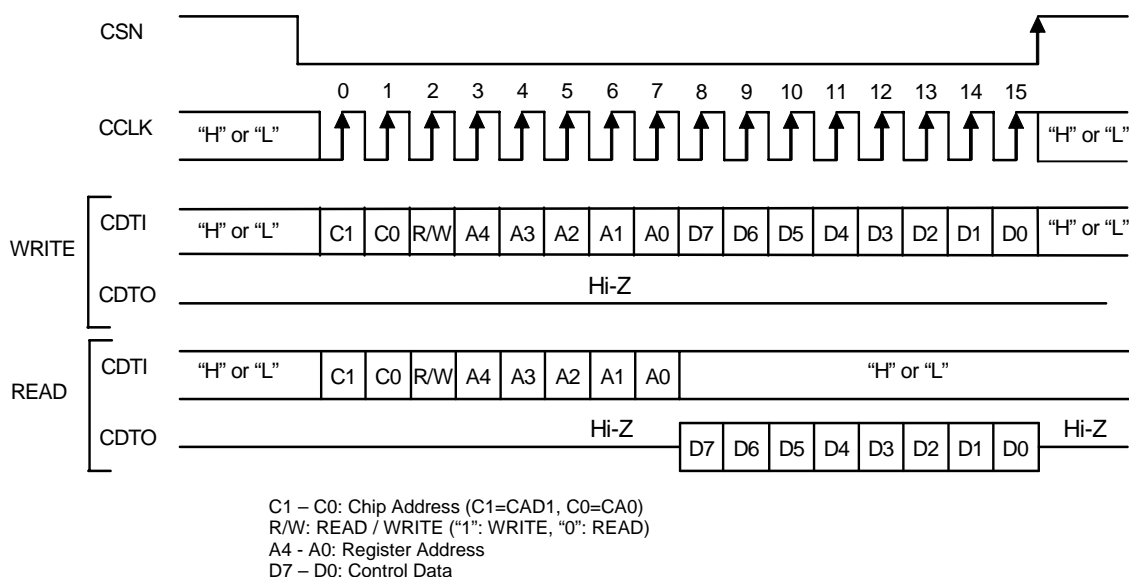 CSN
0 1 2 3 4 5 6 7 8 9 10 11 12 13 14 15
CCLK “H” or “L” “H” or “L”
WRITE
CDTI “H” or “L” C1 C0 R/W A4 A3 A2 A1 A0 D7 D6 D5 D4 D3 D2 D1 D0 “H” or “L”
CDTO Hi-Z
READ
CDTI “H” or “L” C1 C0 R/W A4 A3 A2 A1 A0 “H” or “L”
CDTO Hi-Z D7 D6 D5 D4 D3 D2 D1 D0 Hi-Z
C1 – C0: Chip Address (C1=CAD1, C0=CA0)
R/W: READ / WRITE (“1”: WRITE, “0”: READ)
A4 - A0: Register Address
D7 – D0: Control Data